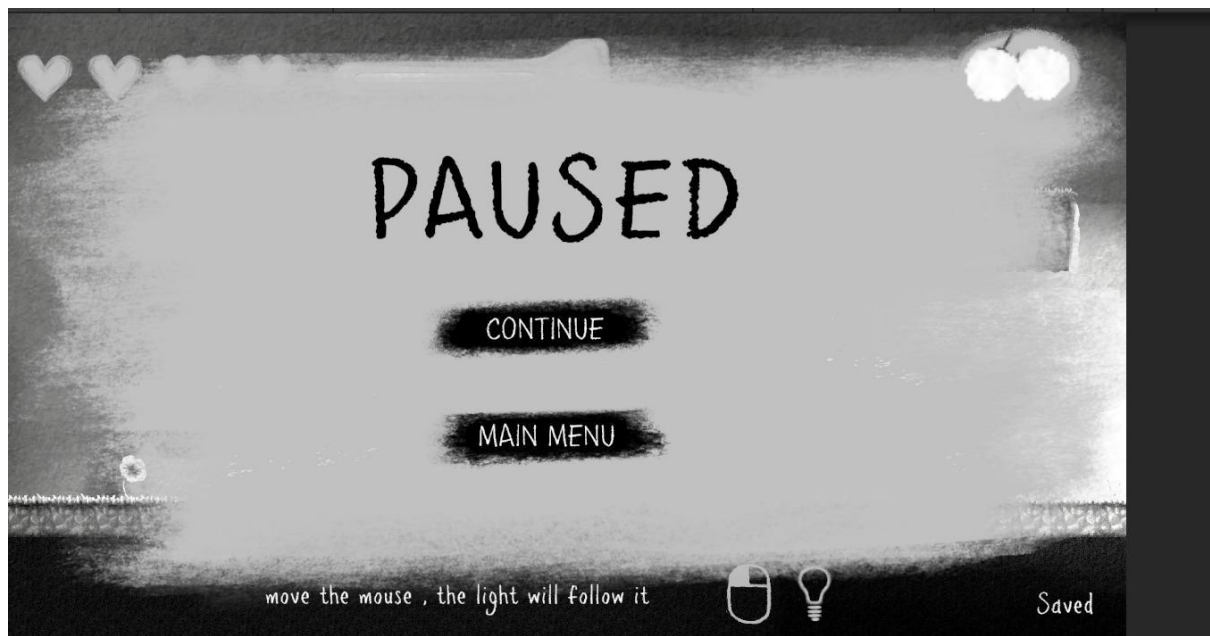 PAUSED
CONTINUE
MAIN MENU
move the mouse , the light will follow it
Saved